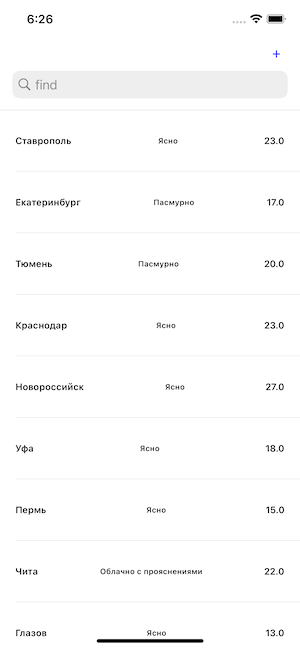 6:26
+
find
Ставрополь Ясно 23.0
Екатеринбург Пасмурно 17.0
Тюмень Пасмурно 20.0
Краснодар Ясно 23.0
Новороссийск Ясно 27.0
Уфа Ясно 18.0
Пермь Ясно 15.0
Чита Облачно с прояснениями 22.0
Глазов Ясно 13.0